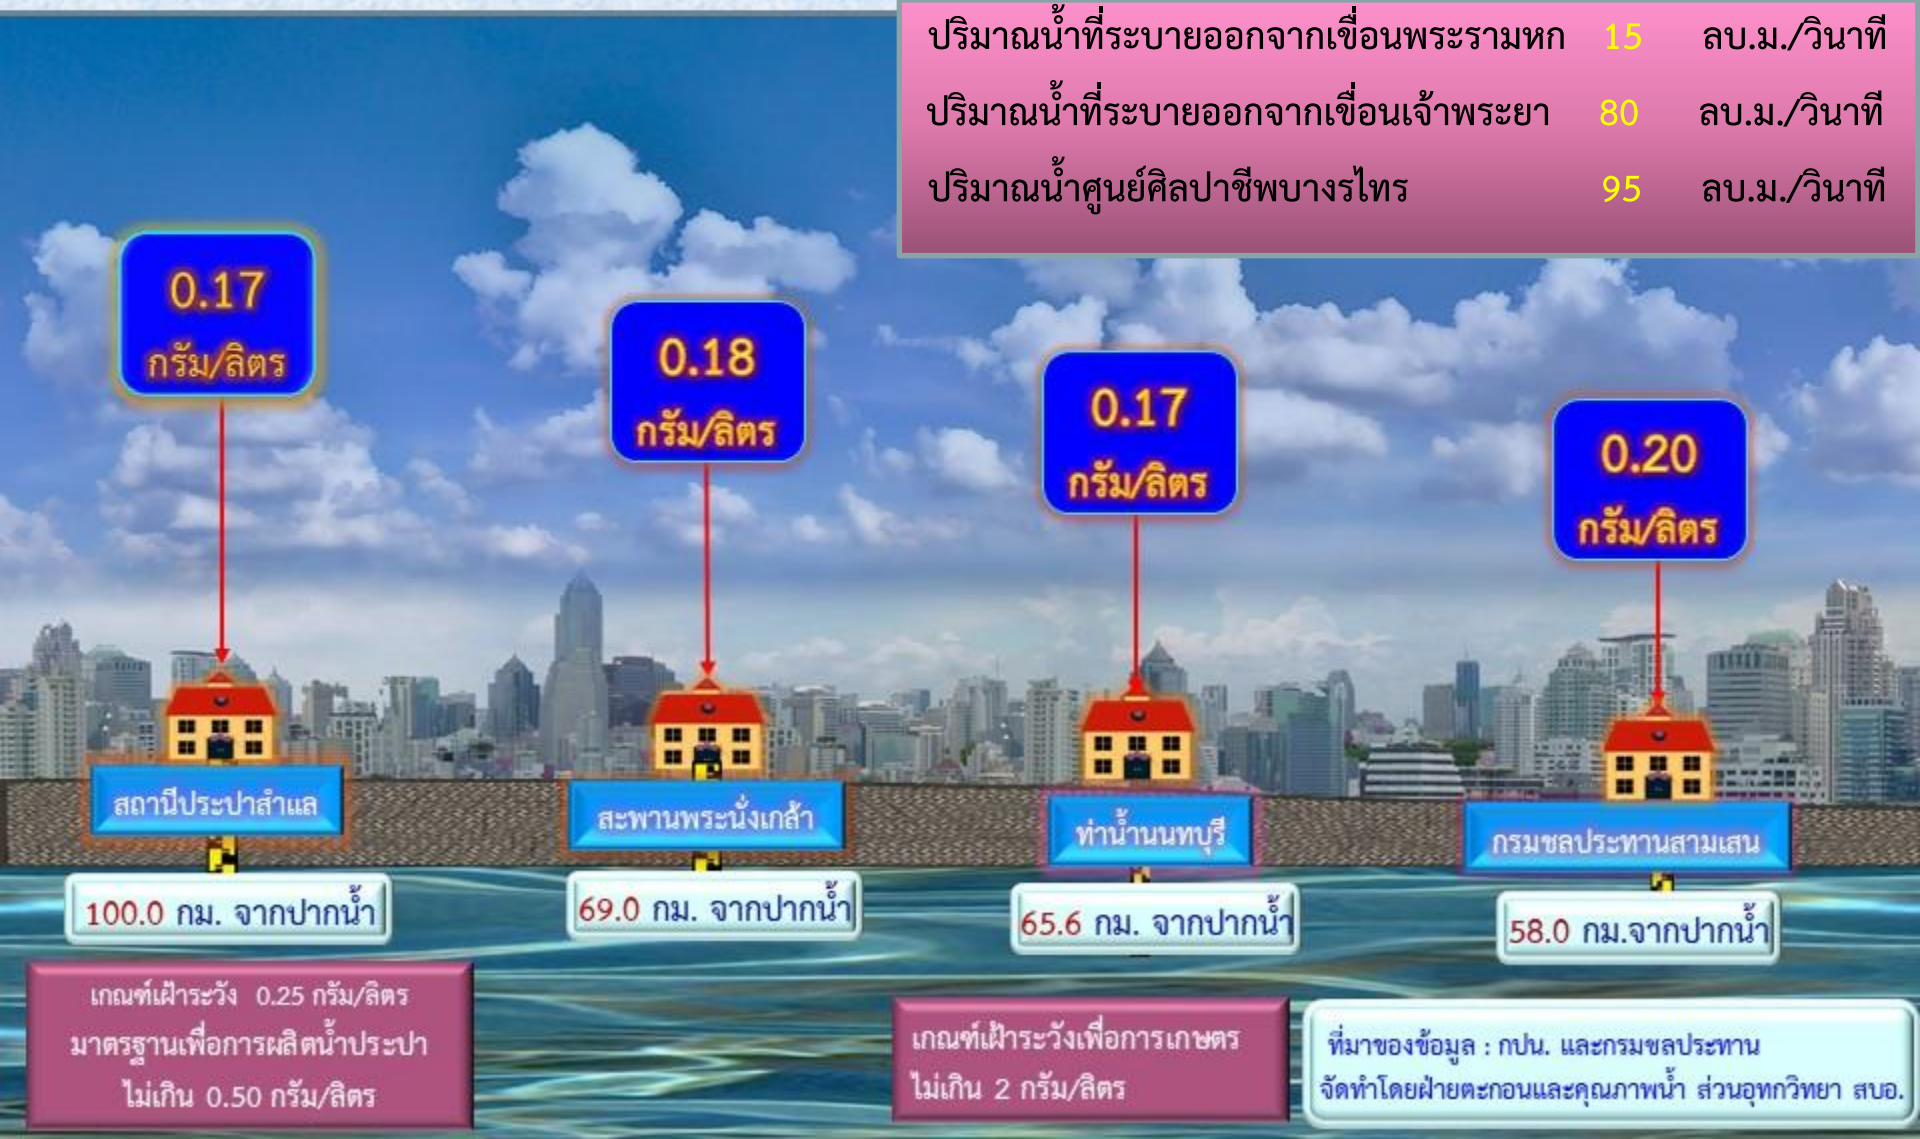 ปริมาณน้ำที่ระบายออกจากเขื่อนพระรามหก 15 ลบ.ม./วินาที
ปริมาณน้ำที่ระบายออกจากเขื่อนเจ้าพระยา 80 ลบ.ม./วินาที
ปริมาณน้ำศูนย์ศิลปาชีพบางรไทร 95 ลบ.ม./วินาที
0.17
กรัม/ลิตร
0.18
กรัม/ลิตร
0.17
กรัม/ลิตร
0.20
กรัม/ลิตร
สถานีประปาสำแล
สะพานพระนั่งเกล้า
ท่าน้ำนนทบุรี
กรมชลประทานสามเสน
100.0 กม. จากปากน้ำ
69.0 กม. จากปากน้ำ
65.6 กม. จากปากน้ำ
58.0 กม.จากปากน้ำ
เกณฑ์เฝ้าระวัง 0.25 กรัม/ลิตร
มาตรฐานเพื่อการผลิตน้ำประปา
ไม่เกิน 0.50 กรัม/ลิตร
เกณฑ์เฝ้าระวังเพื่อการเกษตร
ไม่เกิน 2 กรัม/ลิตร
ที่มาของข้อมูล : กปน. และกรมชลประทาน
จัดทำโดยฝ่ายตะกอนและคุณภาพน้ำ ส่วนอุทกวิทยา สบอ.